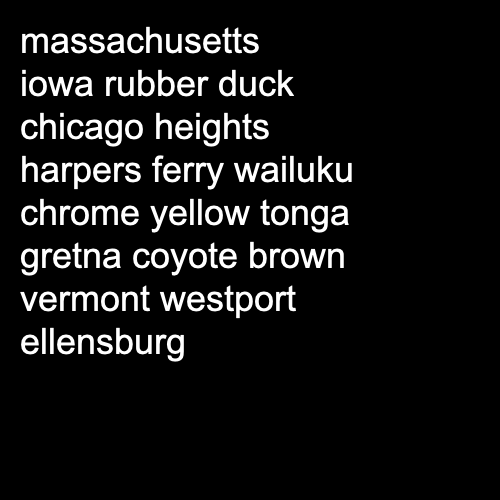 massachusetts
iowa rubber duck
chicago heights
harpers ferry wailuku
chrome yellow tonga
gretna coyote brown
vermont westport
ellensburg